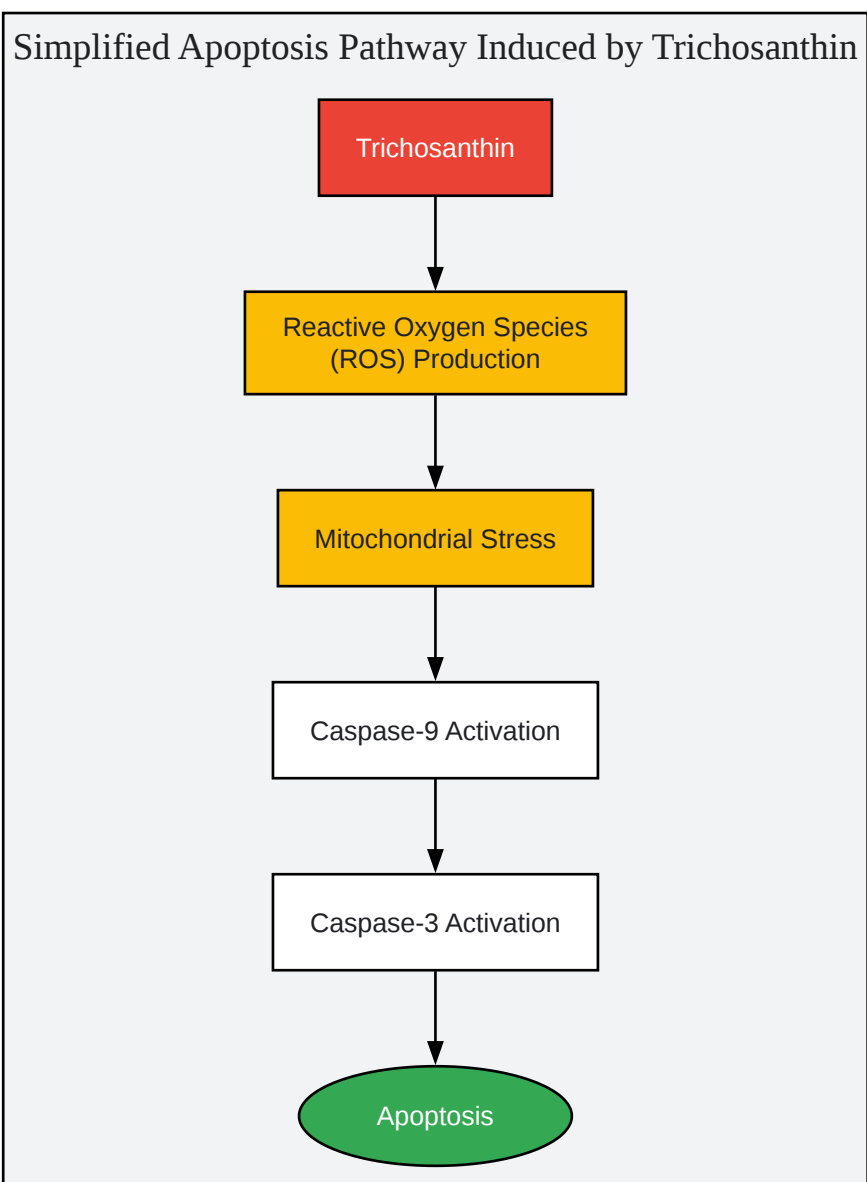 Simplified Apoptosis Pathway Induced by Trichosanthin
Trichosanthin
Reactive Oxygen Species
(ROS) Production
Mitochondrial Stress
Caspase-9 Activation
Caspase-3 Activation
Apoptosis